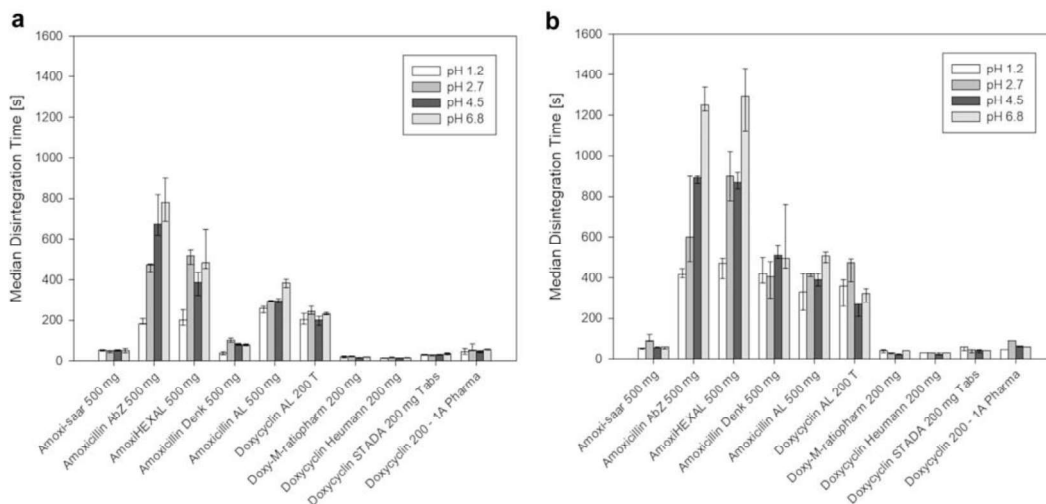 a
Median Disintegration Time [s]
1600
1400
1200
1000
800
600
400
200
0
pH 1.2
pH 2.7
pH 4.5
pH 6.8
Amoxi-saar 500 mg
Amoxicillin AbZ 500 mg
AmoxiHEXAL 500 mg
Amoxicillin Denk 500 mg
Amoxicillin AL 500 mg
Doxycyclin AL 200 T
Doxy-M-ratiopharm 200 mg
Doxycyclin Heumann 200 mg
Doxycyclin STADA 200 mg Tabs
Doxycyclin 200 - 1A Pharma
b
Median Disintegration Time [s]
1600
1400
1200
1000
800
600
400
200
0
pH 1.2
pH 2.7
pH 4.5
pH 6.8
Amoxi-saar 500 mg
Amoxicillin AbZ 500 mg
AmoxiHEXAL 500 mg
Amoxicillin Denk 500 mg
Amoxicillin AL 500 mg
Doxycyclin AL 200 T
Doxy-M-ratiopharm 200 mg
Doxycyclin Heumann 200 mg
Doxycyclin STADA 200 mg Tabs
Doxycyclin 200 - 1A Pharma